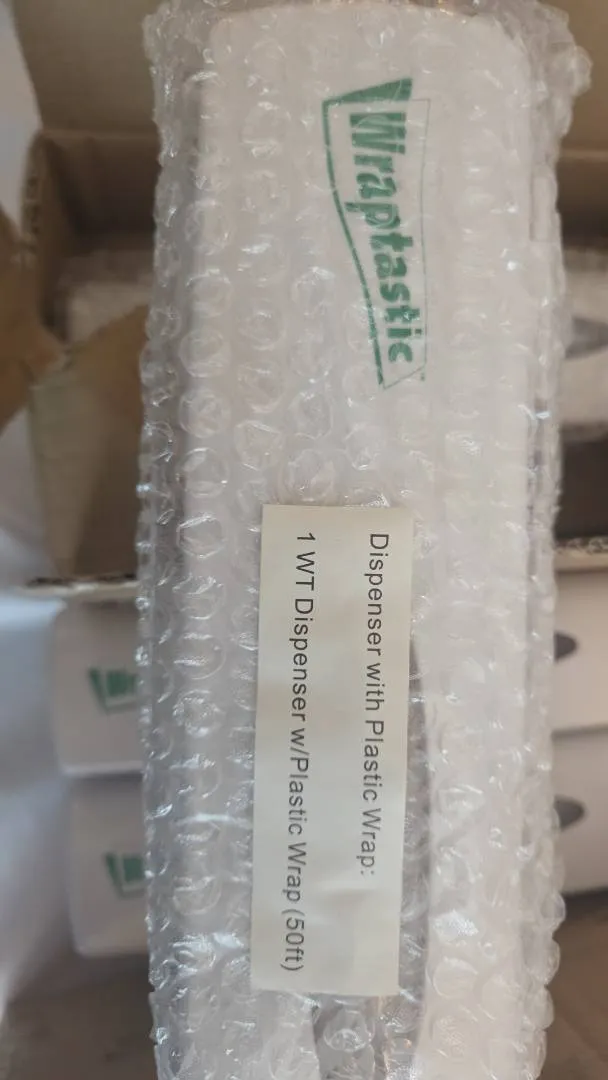 Wraptastic
Dispenser with Plastic Wrap:
1 WT Dispenser w/Plastic Wrap (50ft)